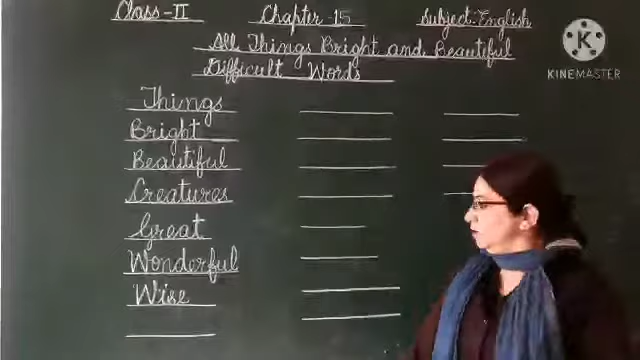 Class-II Chapter-15 Subject-English
All Things Bright and Beautiful
Difficult Words
Things
Bright
Beautiful
Creatures
Great
Wonderful
Wise
KINEMASTER